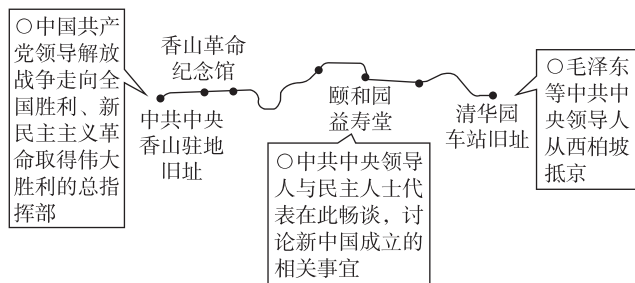 ○中国共产
党领导解放
战争走向全
国胜利、新
民主主义革
命取得伟大
胜利的总指
挥部
香山革命
纪念馆
中共中央
香山驻地
旧址
颐和园
益寿堂
○中共中央领导
人与民主人士代
表在此畅谈，讨
论新中国成立的
相关事宜
清华园
车站旧址
○毛泽东
等中共中
央领导人
从西柏坡
抵京